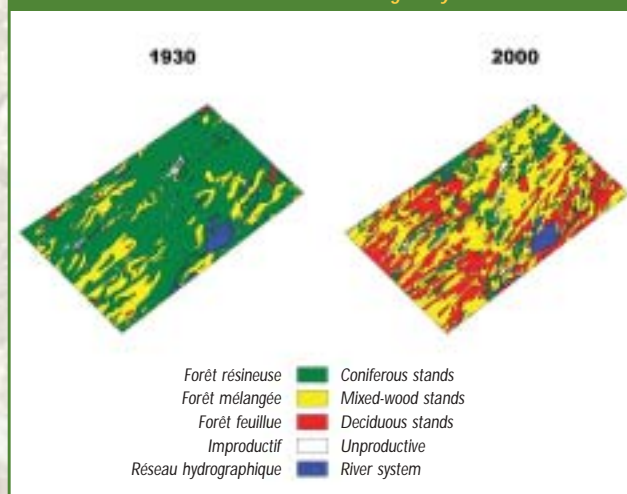 1930 2000
Forêt résineuse Coniferous stands
Forêt mélangée Mixed-wood stands
Forêt feuillue Deciduous stands
Improductif Unproductive
Réseau hydrographique River system